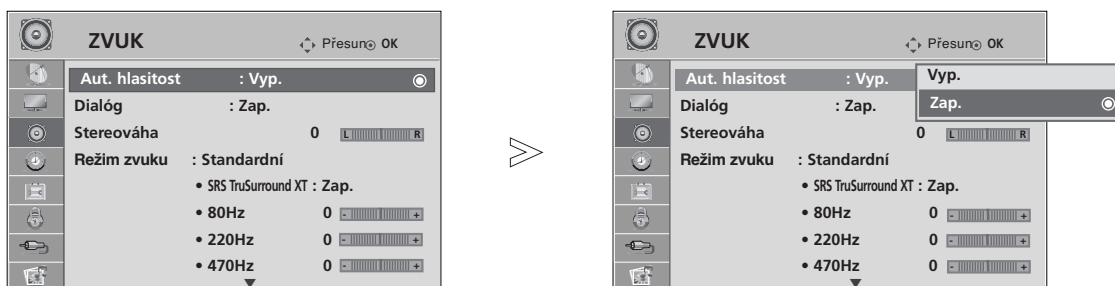 ZVUK
Přesun OK
Aut. hlasitost : Vyp.
Dialóg : Zap.
Stereováha 0 L R
Režim zvuku : Standardní
• SRS TruSurround XT : Zap.
• 80Hz 0 - +
• 220Hz 0 - +
• 470Hz 0 - +
ZVUK
Přesun OK
Aut. hlasitost : Vyp.
Vyp.
Zap.
Dialóg : Zap.
Stereováha 0 L R
Režim zvuku : Standardní
• SRS TruSurround XT : Zap.
• 80Hz 0 - +
• 220Hz 0 - +
• 470Hz 0 - +